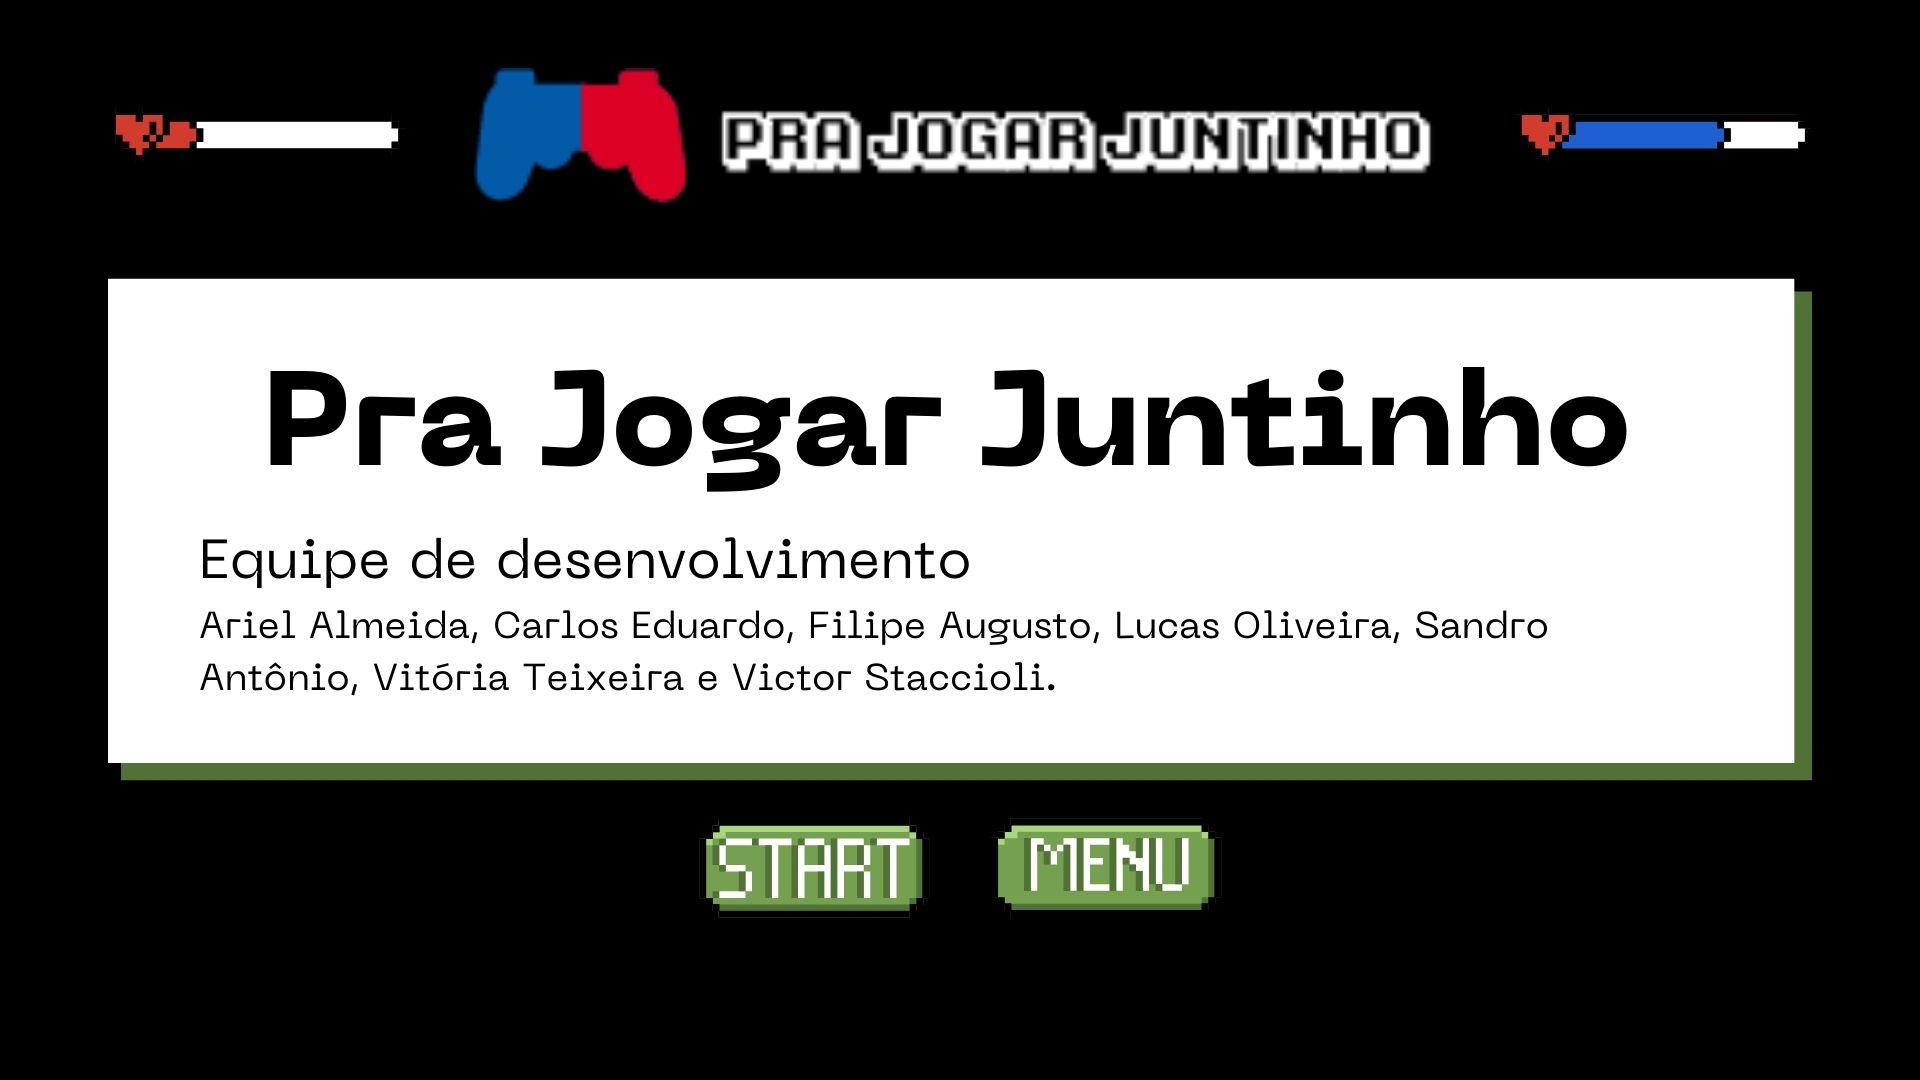 PRA JOGAR JUNTINHO
Pra Jogar Juntinho
Equipe de desenvolvimento
Ariel Almeida, Carlos Eduardo, Filipe Augusto, Lucas Oliveira, Sandro
Antônio, Vitória Teixeira e Victor Staccioli.
START
MENU